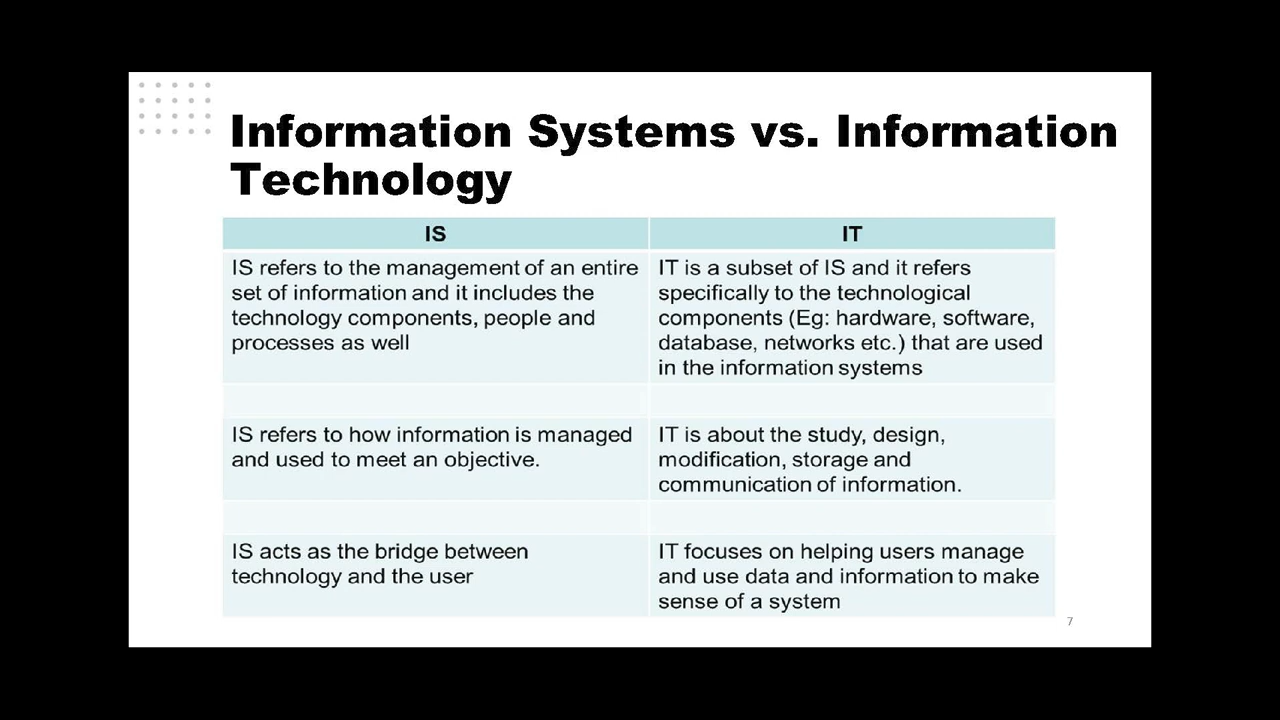 Information Systems vs. Information
Technology
IS
IT
IS refers to the management of an entire
set of information and it includes the
technology components, people and
processes as well
IT is a subset of IS and it refers
specifically to the technological
components (Eg: hardware, software,
database, networks etc.) that are used
in the information systems
IS refers to how information is managed
and used to meet an objective.
IT is about the study, design,
modification, storage and
communication of information.
IS acts as the bridge between
technology and the user
IT focuses on helping users manage
and use data and information to make
sense of a system
7